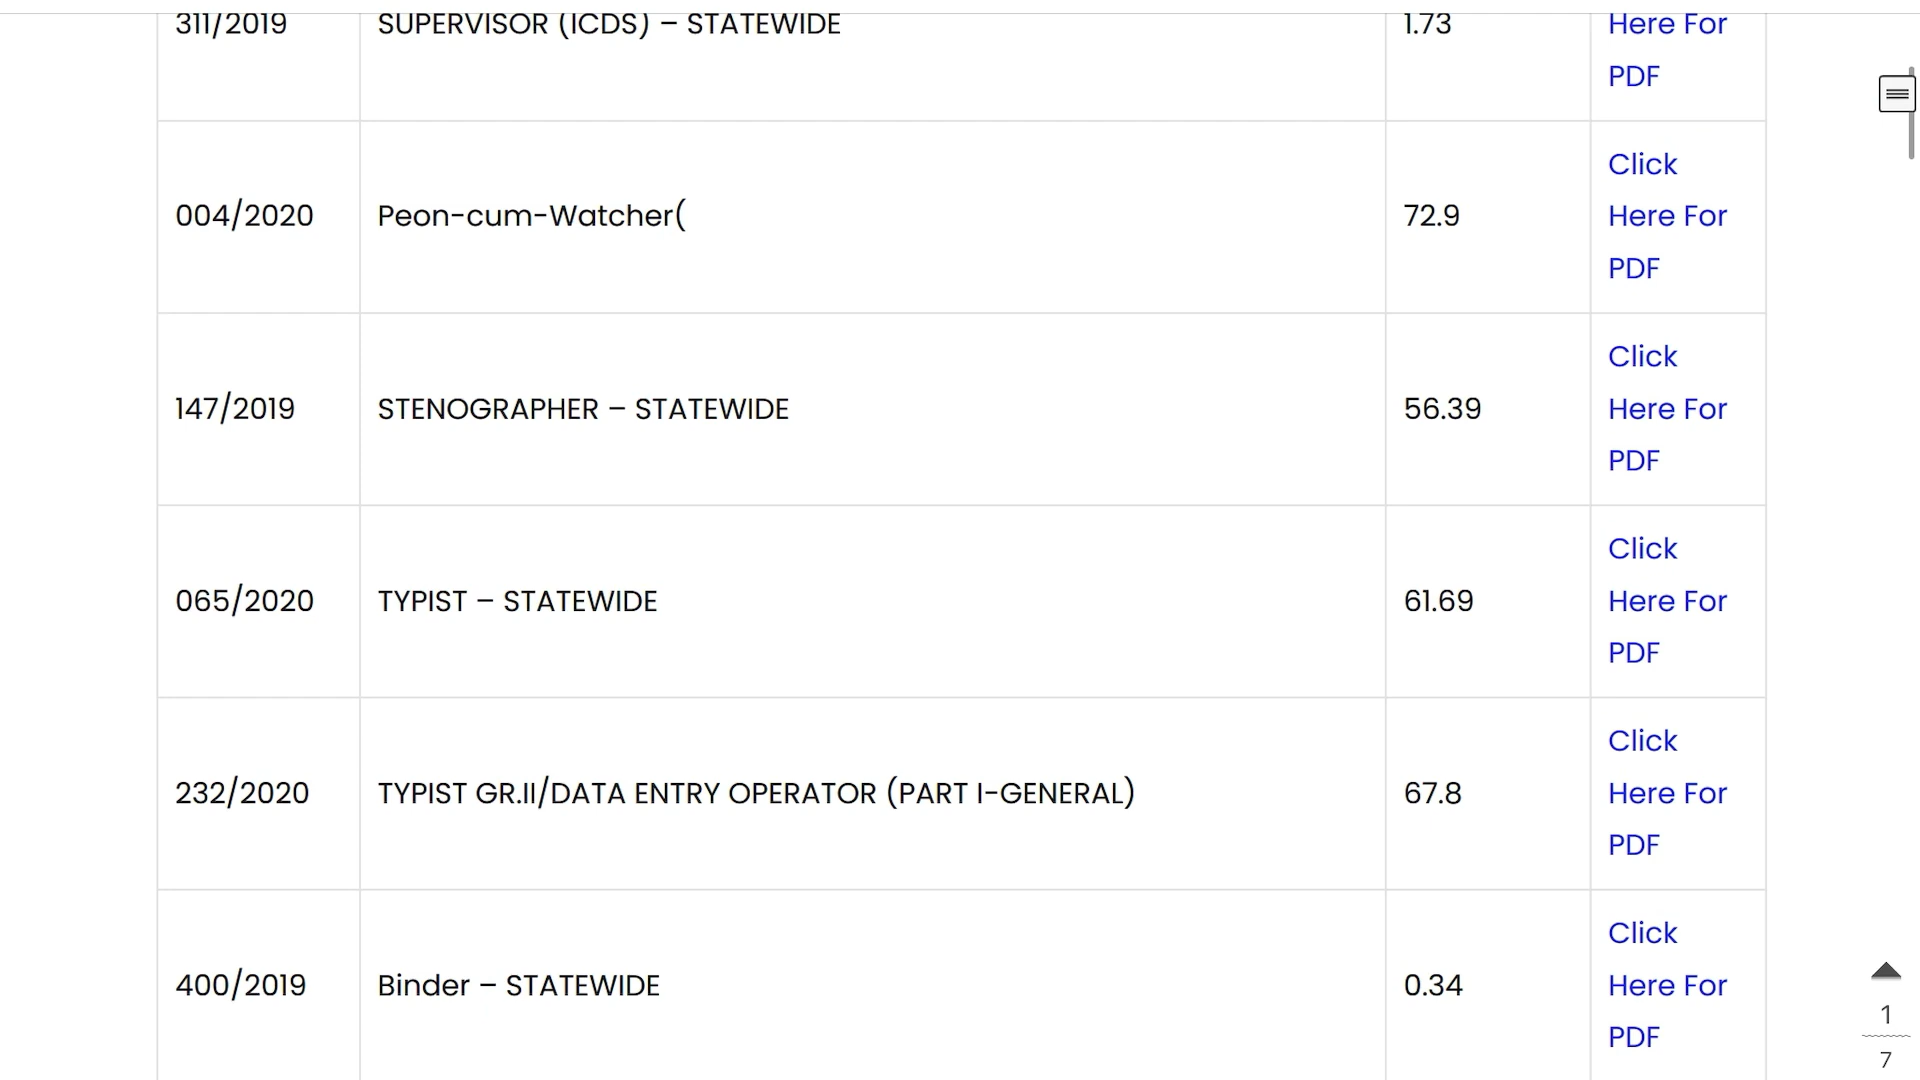 311/2019 SUPERVISOR (ICDS) – STATEWIDE 1.73 Here For
PDF
Click
004/2020 Peon-cum-Watcher( 72.9 Here For
PDF
Click
147/2019 STENOGRAPHER – STATEWIDE 56.39 Here For
PDF
Click
065/2020 TYPIST – STATEWIDE 61.69 Here For
PDF
Click
232/2020 TYPIST GR.II/DATA ENTRY OPERATOR (PART I-GENERAL) 67.8 Here For
PDF
Click
400/2019 Binder – STATEWIDE 0.34 Here For
PDF
1
7